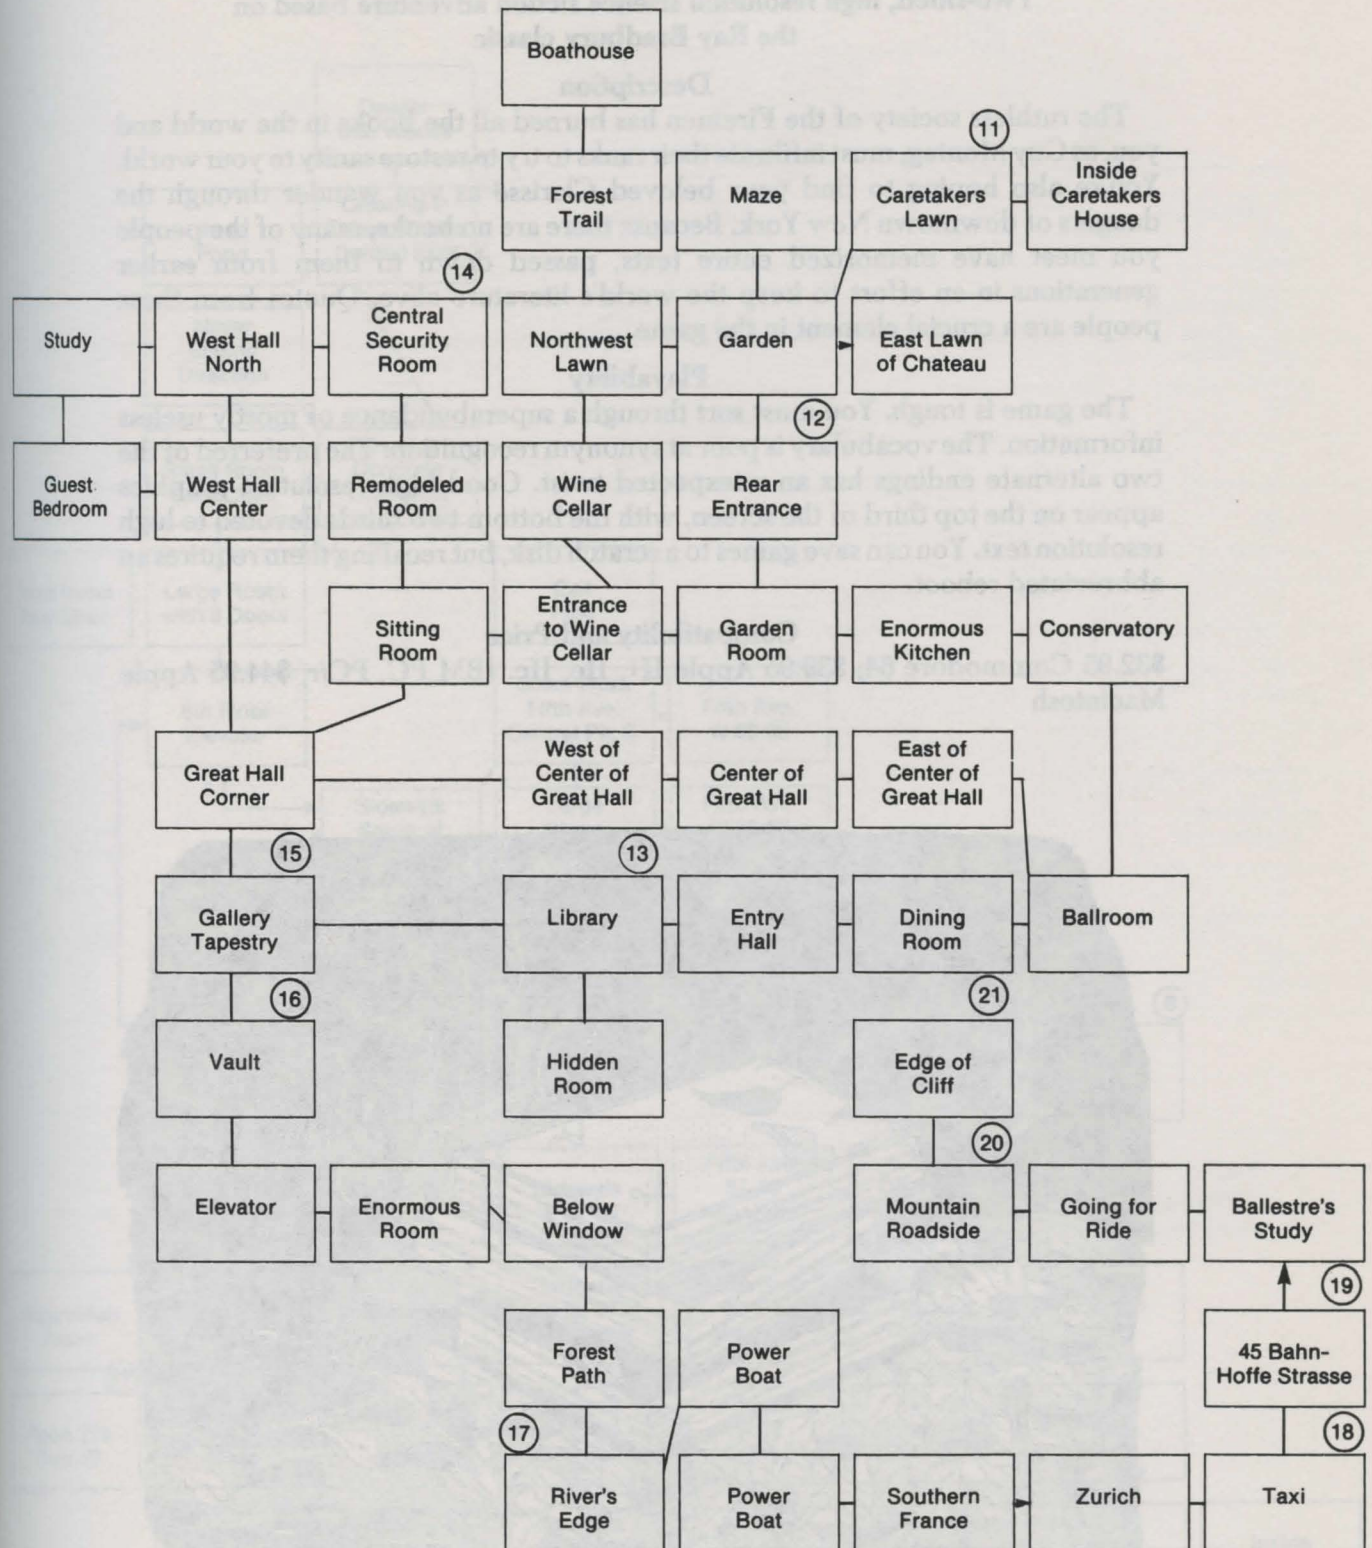 Boathouse
11
Forest
Trail
Maze
Caretakers
Lawn
Inside
Caretakers
House
14
Study
West Hall
North
Central
Security
Room
Northwest
Lawn
Garden
East Lawn
of Chateau
12
Guest
Bedroom
West Hall
Center
Remodeled
Room
Wine
Cellar
Rear
Entrance
Sitting
Room
Entrance
to Wine
Cellar
Garden
Room
Enormous
Kitchen
Conservatory
Great Hall
Corner
West of
Center of
Great Hall
Center of
Great Hall
East of
Center of
Great Hall
15
13
Gallery
Tapestry
Library
Entry
Hall
Dining
Room
Ballroom
16
21
Vault
Hidden
Room
Edge of
Cliff
20
Elevator
Enormous
Room
Below
Window
Mountain
Roadside
Going for
Ride
Ballestre's
Study
19
Forest
Path
Power
Boat
45 Bahn-
Hoffe Strasse
17
18
River's
Edge
Power
Boat
Southern
France
Zurich
Taxi